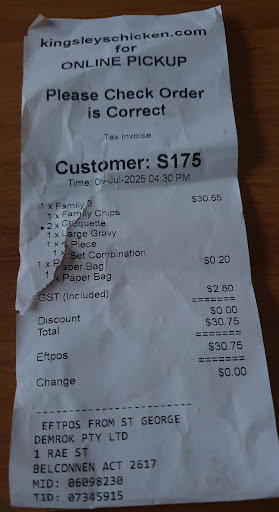 kingsleyschicken.com
for
ONLINE PICKUP
Please Check Order
is Correct
Tax Invoice
Customer: S175
Time: 05-Jul-2025 04:30 PM
1 x Family 3 $30.55
1 x Family Chips
2 x Croquette
1 x Large Gravy
1 x Piece
1 x Set Combination
1 x Paper Bag $0.20
1 x Paper Bag
GST (Included) $2.80
=======
Discount $0.00
Total $30.75
=======
Eftpos $30.75
=======
Change $0.00
--------------------
EFTPOS FROM ST GEORGE
DEMROK PTY LTD
1 RAE ST
BELCONNEN ACT 2617
MID: 06098230
TID: 07345915